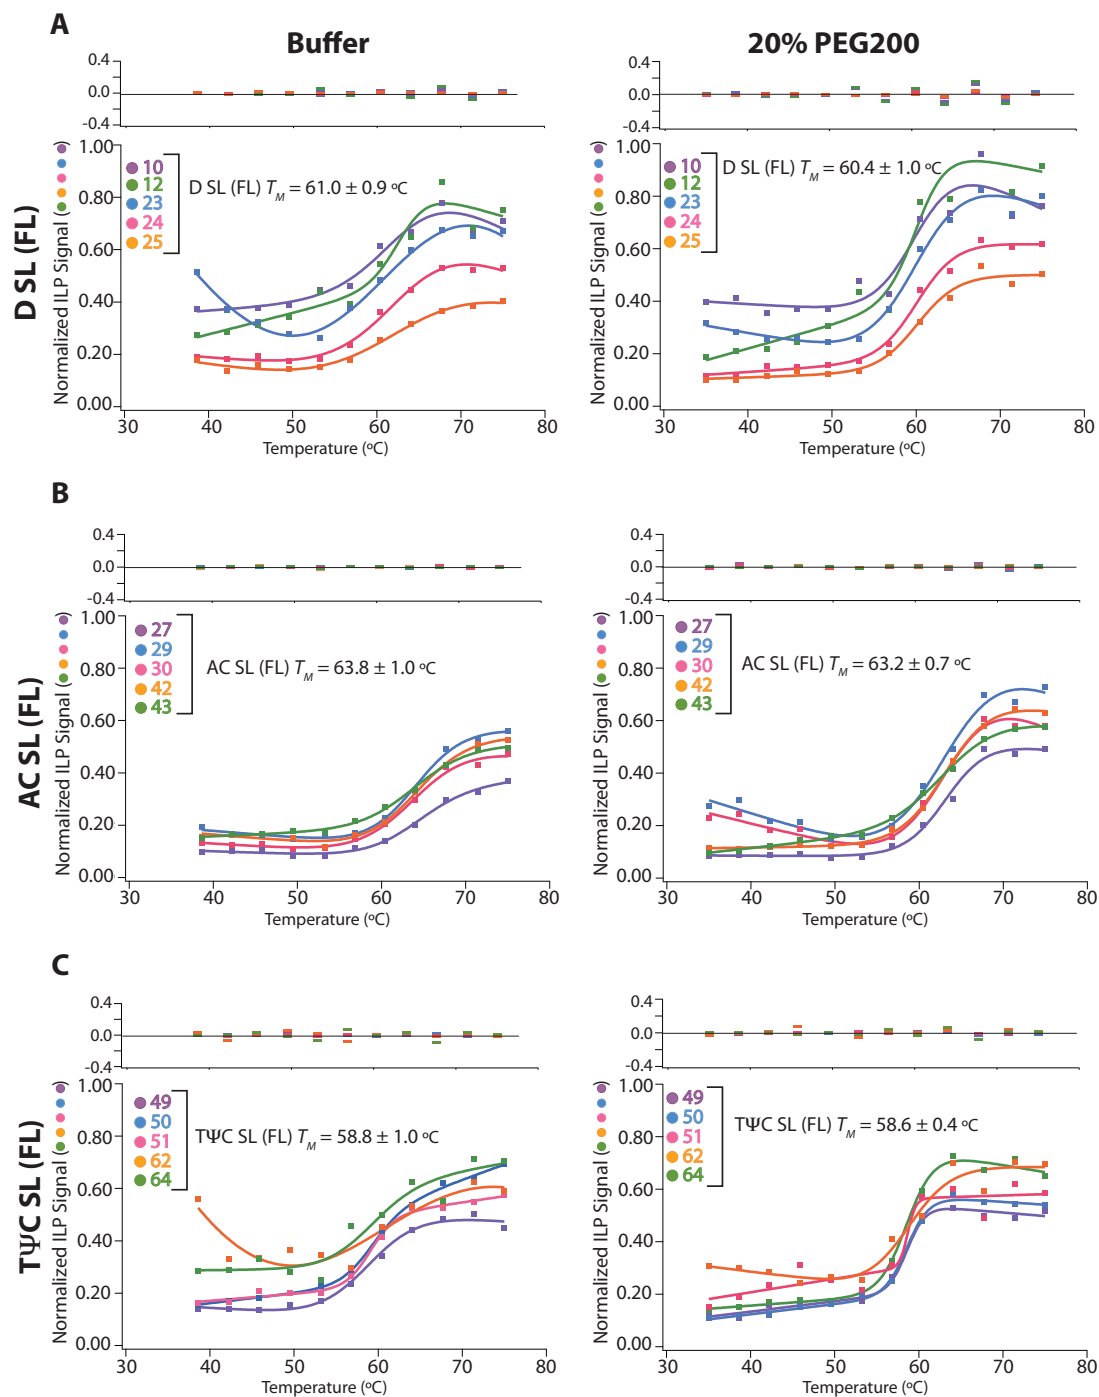 A
Buffer
20% PEG200
0.4
0.0
-0.4
0.4
0.0
-0.4
D SL (FL)
Normalized ILP Signal (●●●●●)
1.00
0.80
0.60
0.40
0.20
0.00
10
12
23
24
25
D SL (FL) TM = 61.0 ± 0.9 ºC
30 40 50 60 70 80
Temperature (ºC)
Normalized ILP Signal (●●●●●)
1.00
0.80
0.60
0.40
0.20
0.00
10
12
23
24
25
D SL (FL) TM = 60.4 ± 1.0 ºC
30 40 50 60 70 80
Temperature (ºC)
B
0.4
0.0
-0.4
0.4
0.0
-0.4
AC SL (FL)
Normalized ILP Signal (●●●●●)
1.00
0.80
0.60
0.40
0.20
0.00
27
29
30
42
43
AC SL (FL) TM = 63.8 ± 1.0 ºC
30 40 50 60 70 80
Temperature (ºC)
Normalized ILP Signal (●●●●●)
1.00
0.80
0.60
0.40
0.20
0.00
27
29
30
42
43
AC SL (FL) TM = 63.2 ± 0.7 ºC
30 40 50 60 70 80
Temperature (ºC)
C
0.4
0.0
-0.4
0.4
0.0
-0.4
TΨC SL (FL)
Normalized ILP Signal (●●●●●)
1.00
0.80
0.60
0.40
0.20
0.00
49
50
51
62
64
TΨC SL (FL) TM = 58.8 ± 1.0 ºC
30 40 50 60 70 80
Temperature (ºC)
Normalized ILP Signal (●●●●●)
1.00
0.80
0.60
0.40
0.20
0.00
49
50
51
62
64
TΨC SL (FL) TM = 58.6 ± 0.4 ºC
30 40 50 60 70 80
Temperature (ºC)